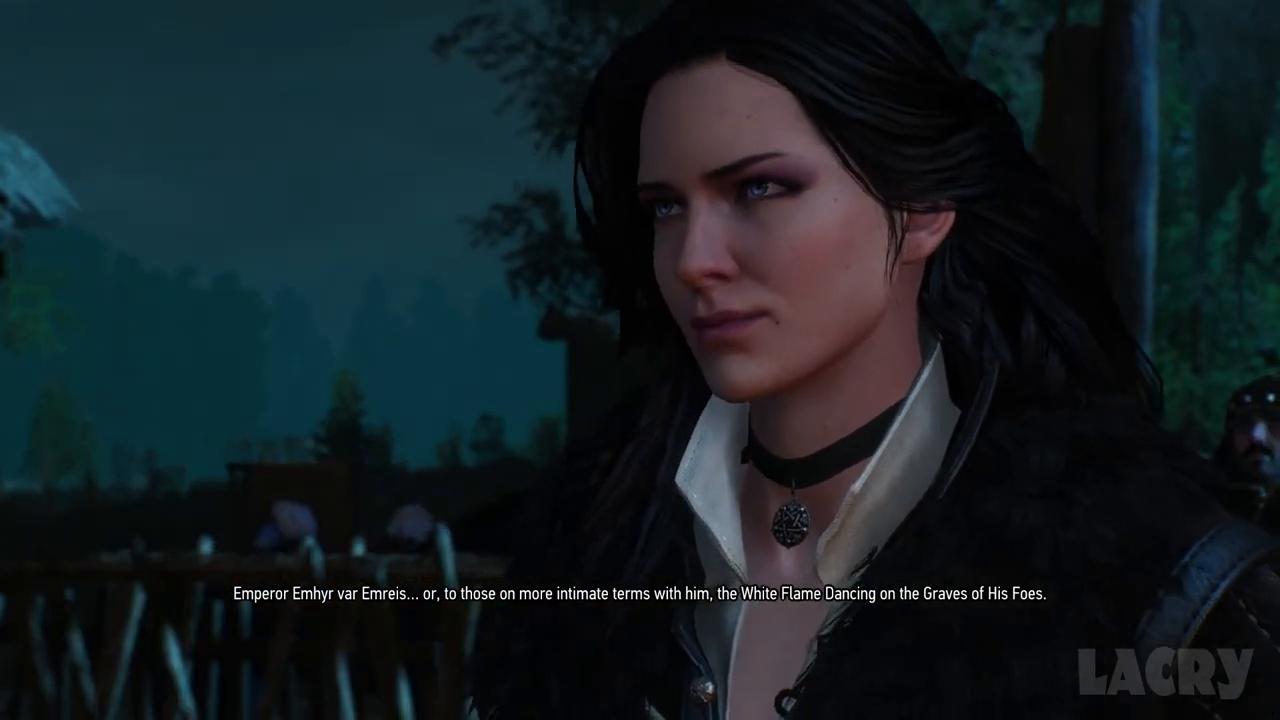 Emperor Emhyr var Emreis... or, to those on more intimate terms with him, the White Flame Dancing on the Graves of His Foes.
LACRY